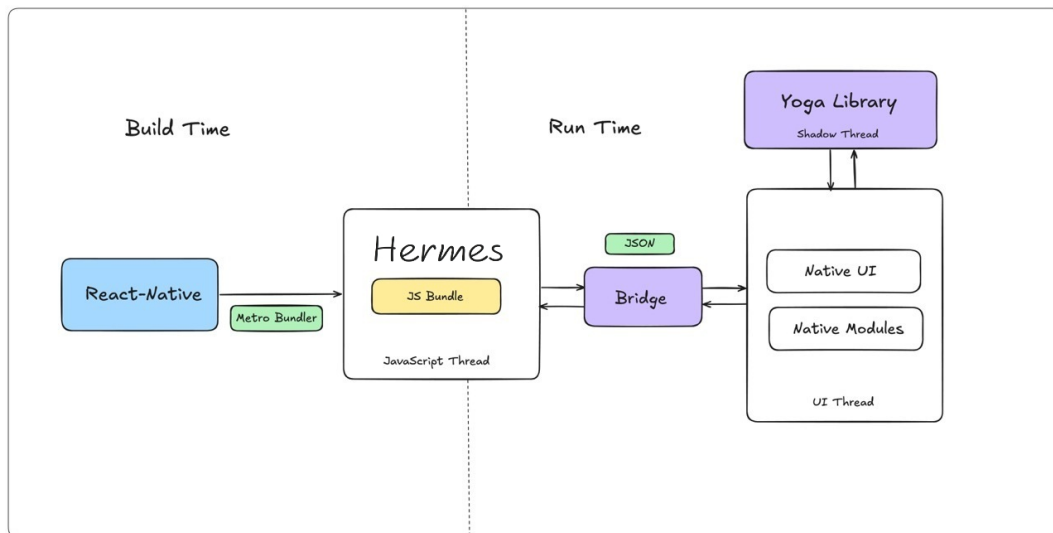 Build Time
Run Time
Yoga Library
Shadow Thread
React-Native
Metro Bundler
Hermes
JS Bundle
JavaScript Thread
JSON
Bridge
Native UI
Native Modules
UI Thread